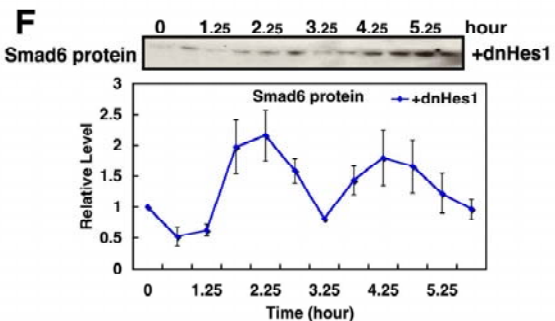 F
0 1.25 2.25 3.25 4.25 5.25 hour
Smad6 protein +dnHes1
Smad6 protein +dnHes1
Relative Level
3
2.5
2
1.5
1
0.5
0
0 1.25 2.25 3.25 4.25 5.25
Time (hour)